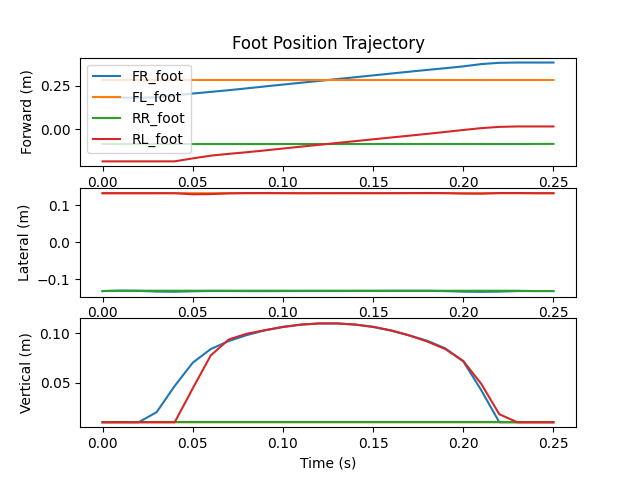 Foot Position Trajectory
Forward (m)
0.25
0.00
FR_foot
FL_foot
RR_foot
RL_foot
0.00 0.05 0.10 0.15 0.20 0.25
Lateral (m)
0.1
0.0
−0.1
0.00 0.05 0.10 0.15 0.20 0.25
Vertical (m)
0.10
0.05
0.00 0.05 0.10 0.15 0.20 0.25
Time (s)